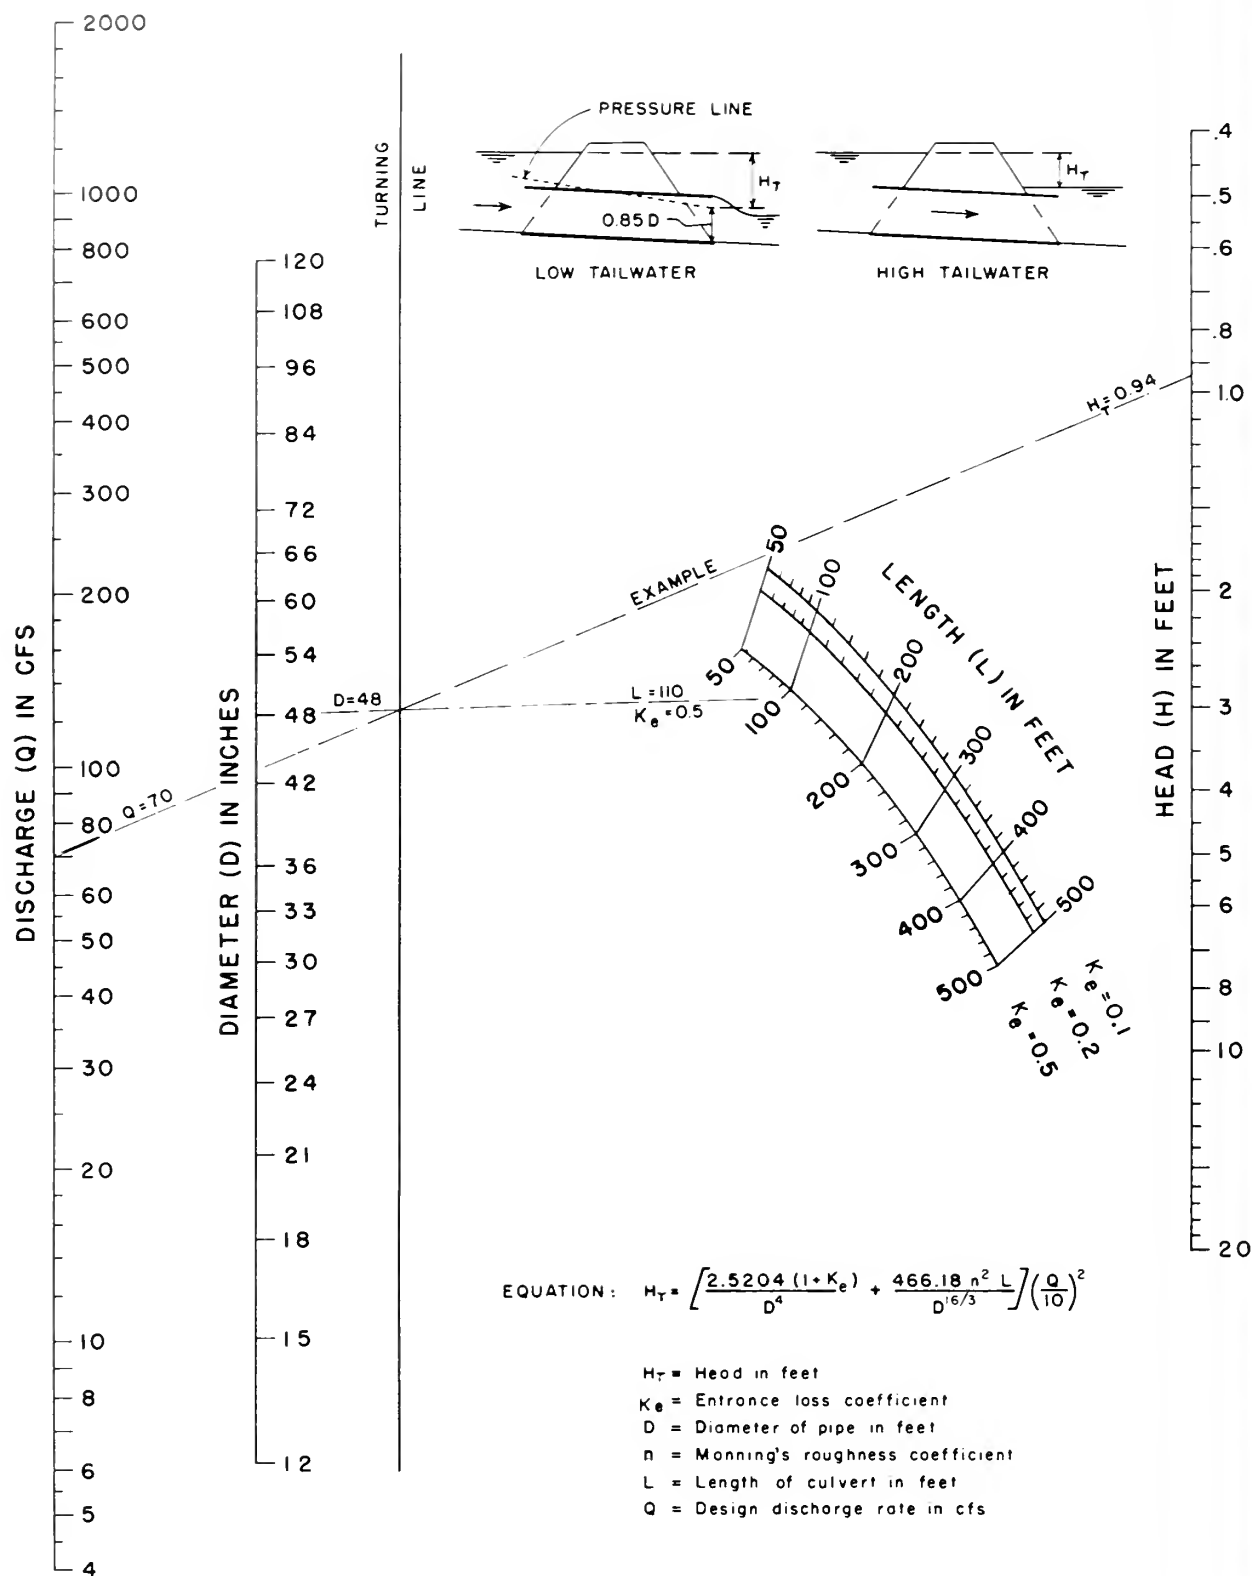 DISCHARGE (Q) IN CFS
2000
1000
800
600
500
400
300
200
100
80
60
50
40
30
20
10
8
6
5
4
DIAMETER (D) IN INCHES
120
108
96
84
72
66
60
54
48
42
36
33
30
27
24
21
18
15
12
TURNING
LINE
PRESSURE LINE
H_T
0.85D
LOW TAILWATER
H_T
HIGH TAILWATER
HEAD (H) IN FEET
.4
.5
.6
.8
1.0
2
3
4
5
6
8
10
20
H_T=0.94
EXAMPLE
D=48
L=110
K_e=0.5
Q=70
LENGTH (L) IN FEET
50
100
200
300
400
500
50
100
200
300
400
500
K_e=0.1
K_e=0.2
K_e=0.5
EQUATION: H_T = [2.5204 (1+K_e)/D^4 + 466.18 n^2 L/D^16/3] (Q/10)^2
H_T = Head in feet
K_e = Entrance loss coefficient
D = Diameter of pipe in feet
n = Manning's roughness coefficient
L = Length of culvert in feet
Q = Design discharge rate in cfs